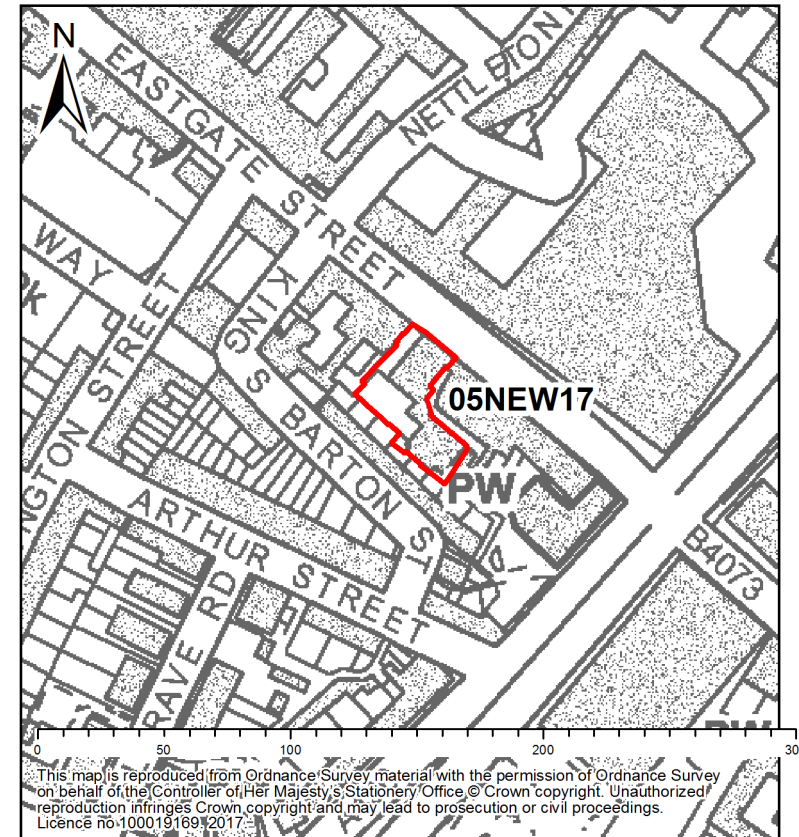 N
EASTGATE STREET
NETTLETON
WAY
KINGS BARTON ST
STREET
05NEW17
PW
ARTHUR STREET
RAVE RD
B4073
0 50 100 200 30
This map is reproduced from Ordnance Survey material with the permission of Ordnance Survey
on behalf of the Controller of Her Majesty's Stationery Office © Crown copyright. Unauthorized
reproduction infringes Crown copyright and may lead to prosecution or civil proceedings.
Licence no 100019169. 2017.